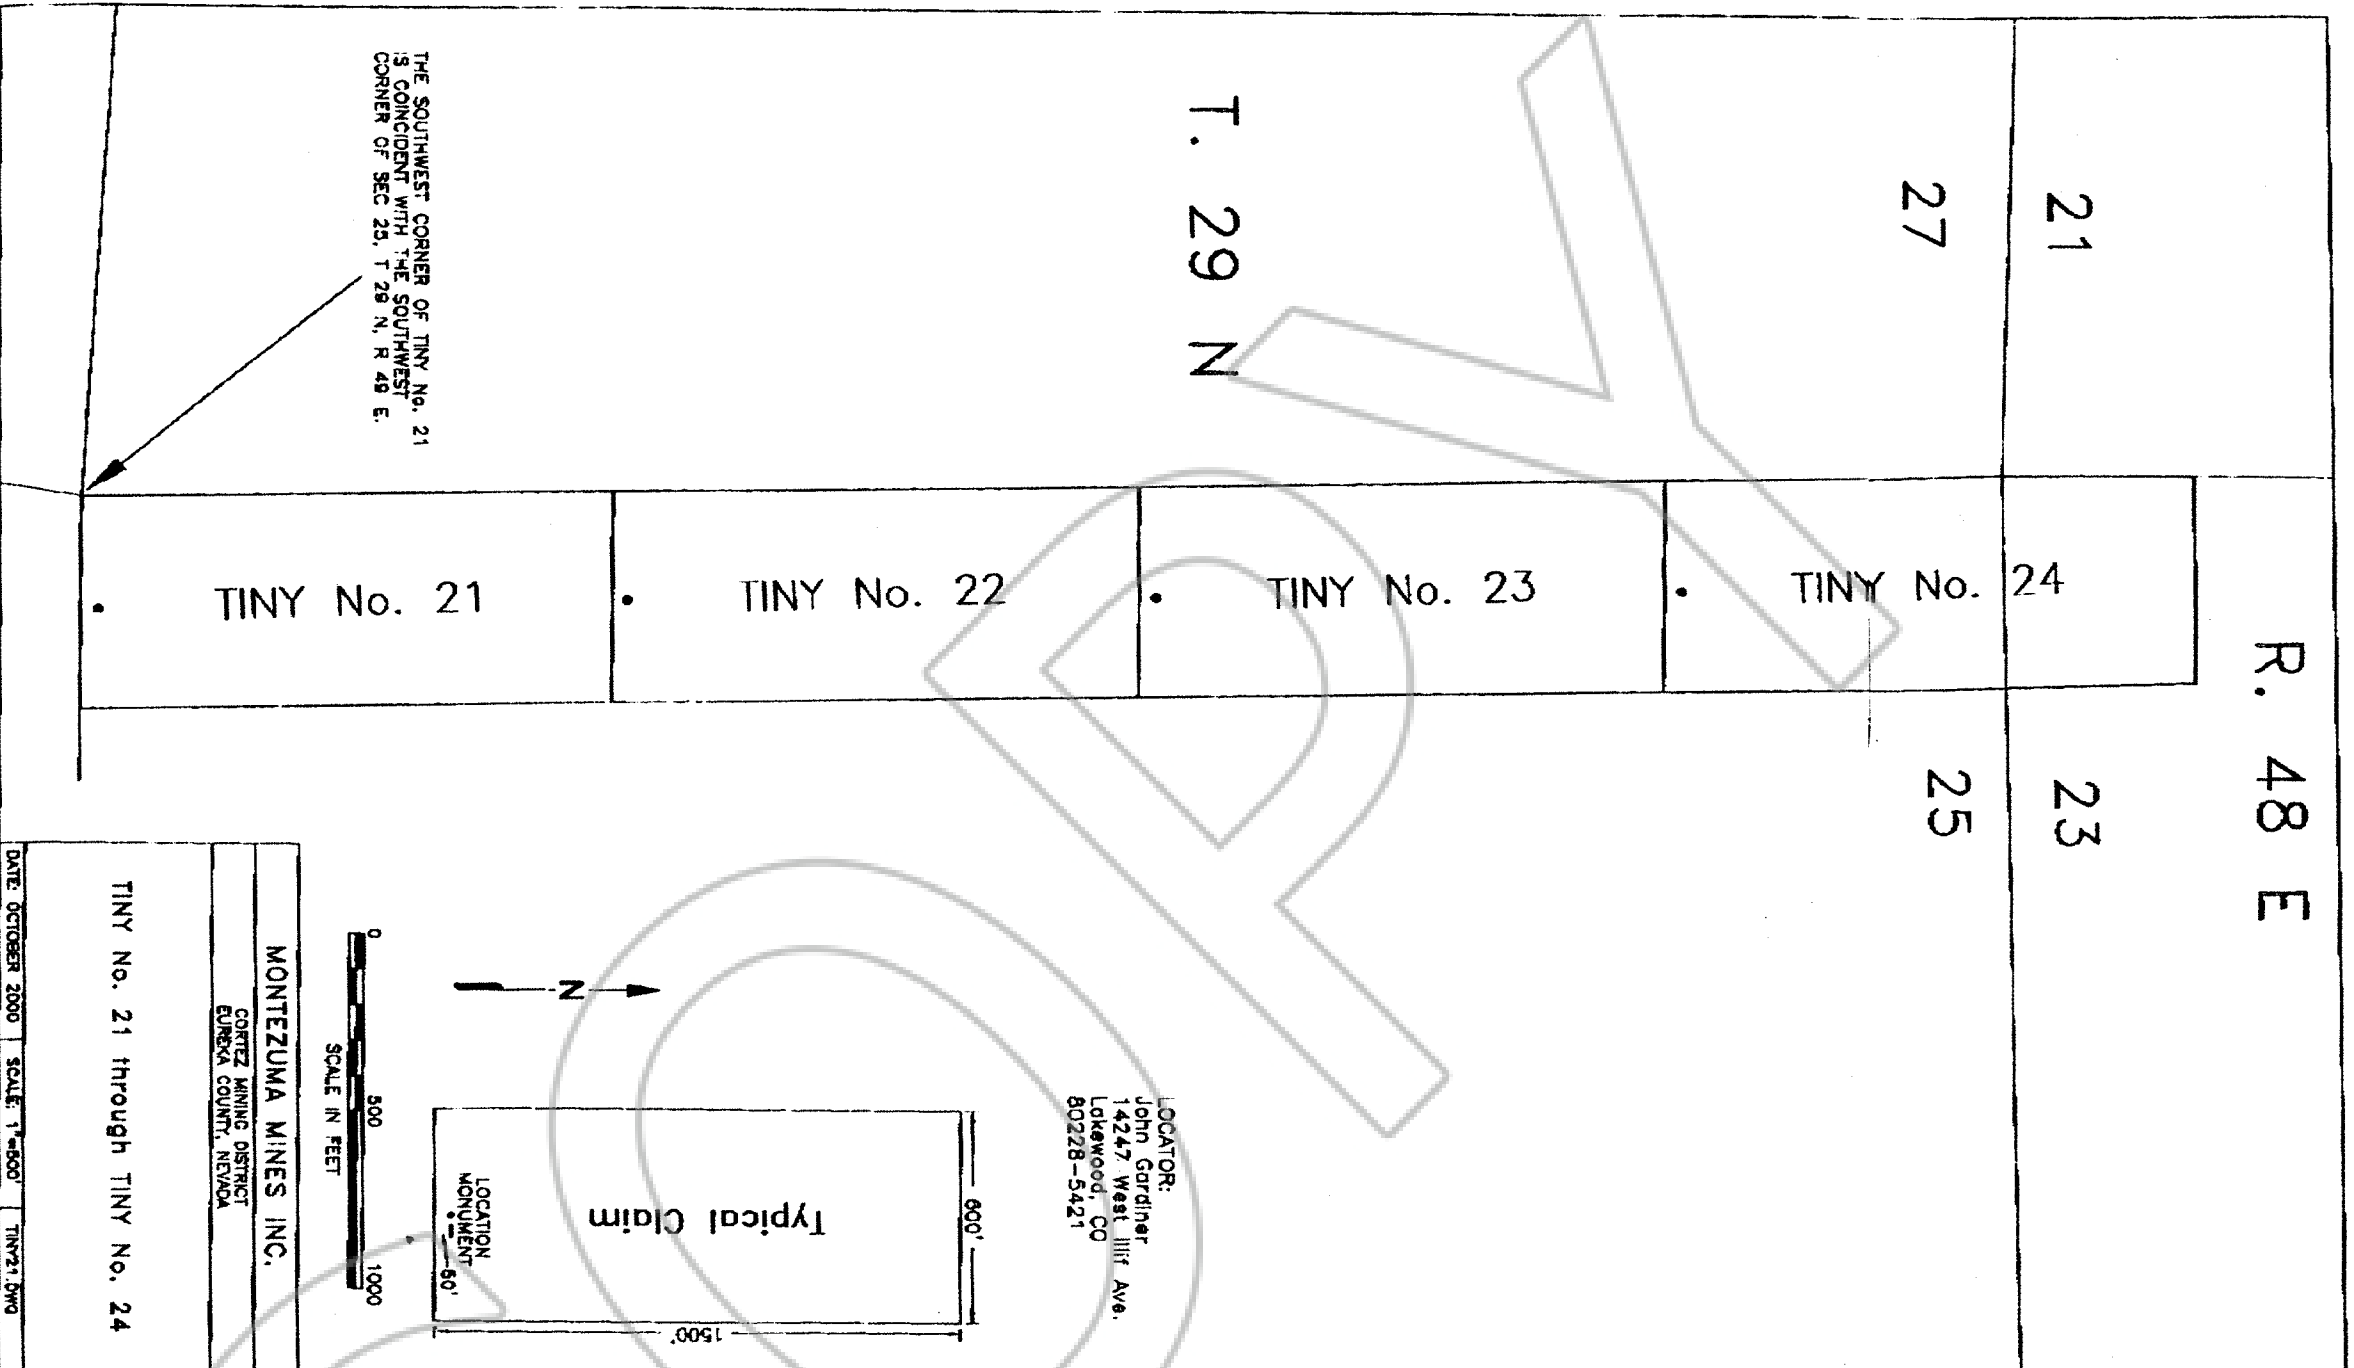 R. 48 E
21
23
27
25
T. 29 N
TINY No. 24
TINY No. 23
TINY No. 22
TINY No. 21
THE SOUTHWEST CORNER OF TINY No. 21
IS COINCIDENT WITH THE SOUTHWEST
CORNER OF SEC 25, T 29 N, R 48 E.
LOCATOR:
John Gardiner
14247 West Iliff Ave.
Lakewood, CO
80228-5421
600'
1500'
Typical Claim
LOCATION
MONUMENT
N
0
500
1000
SCALE IN FEET
MONTEZUMA MINES INC.
CORTEZ MINING DISTRICT
EUREKA COUNTY, NEVADA
TINY No. 21 through TINY No. 24
DATE: OCTOBER 2000
SCALE: 1"=500'
TINY21.DWG
COPY